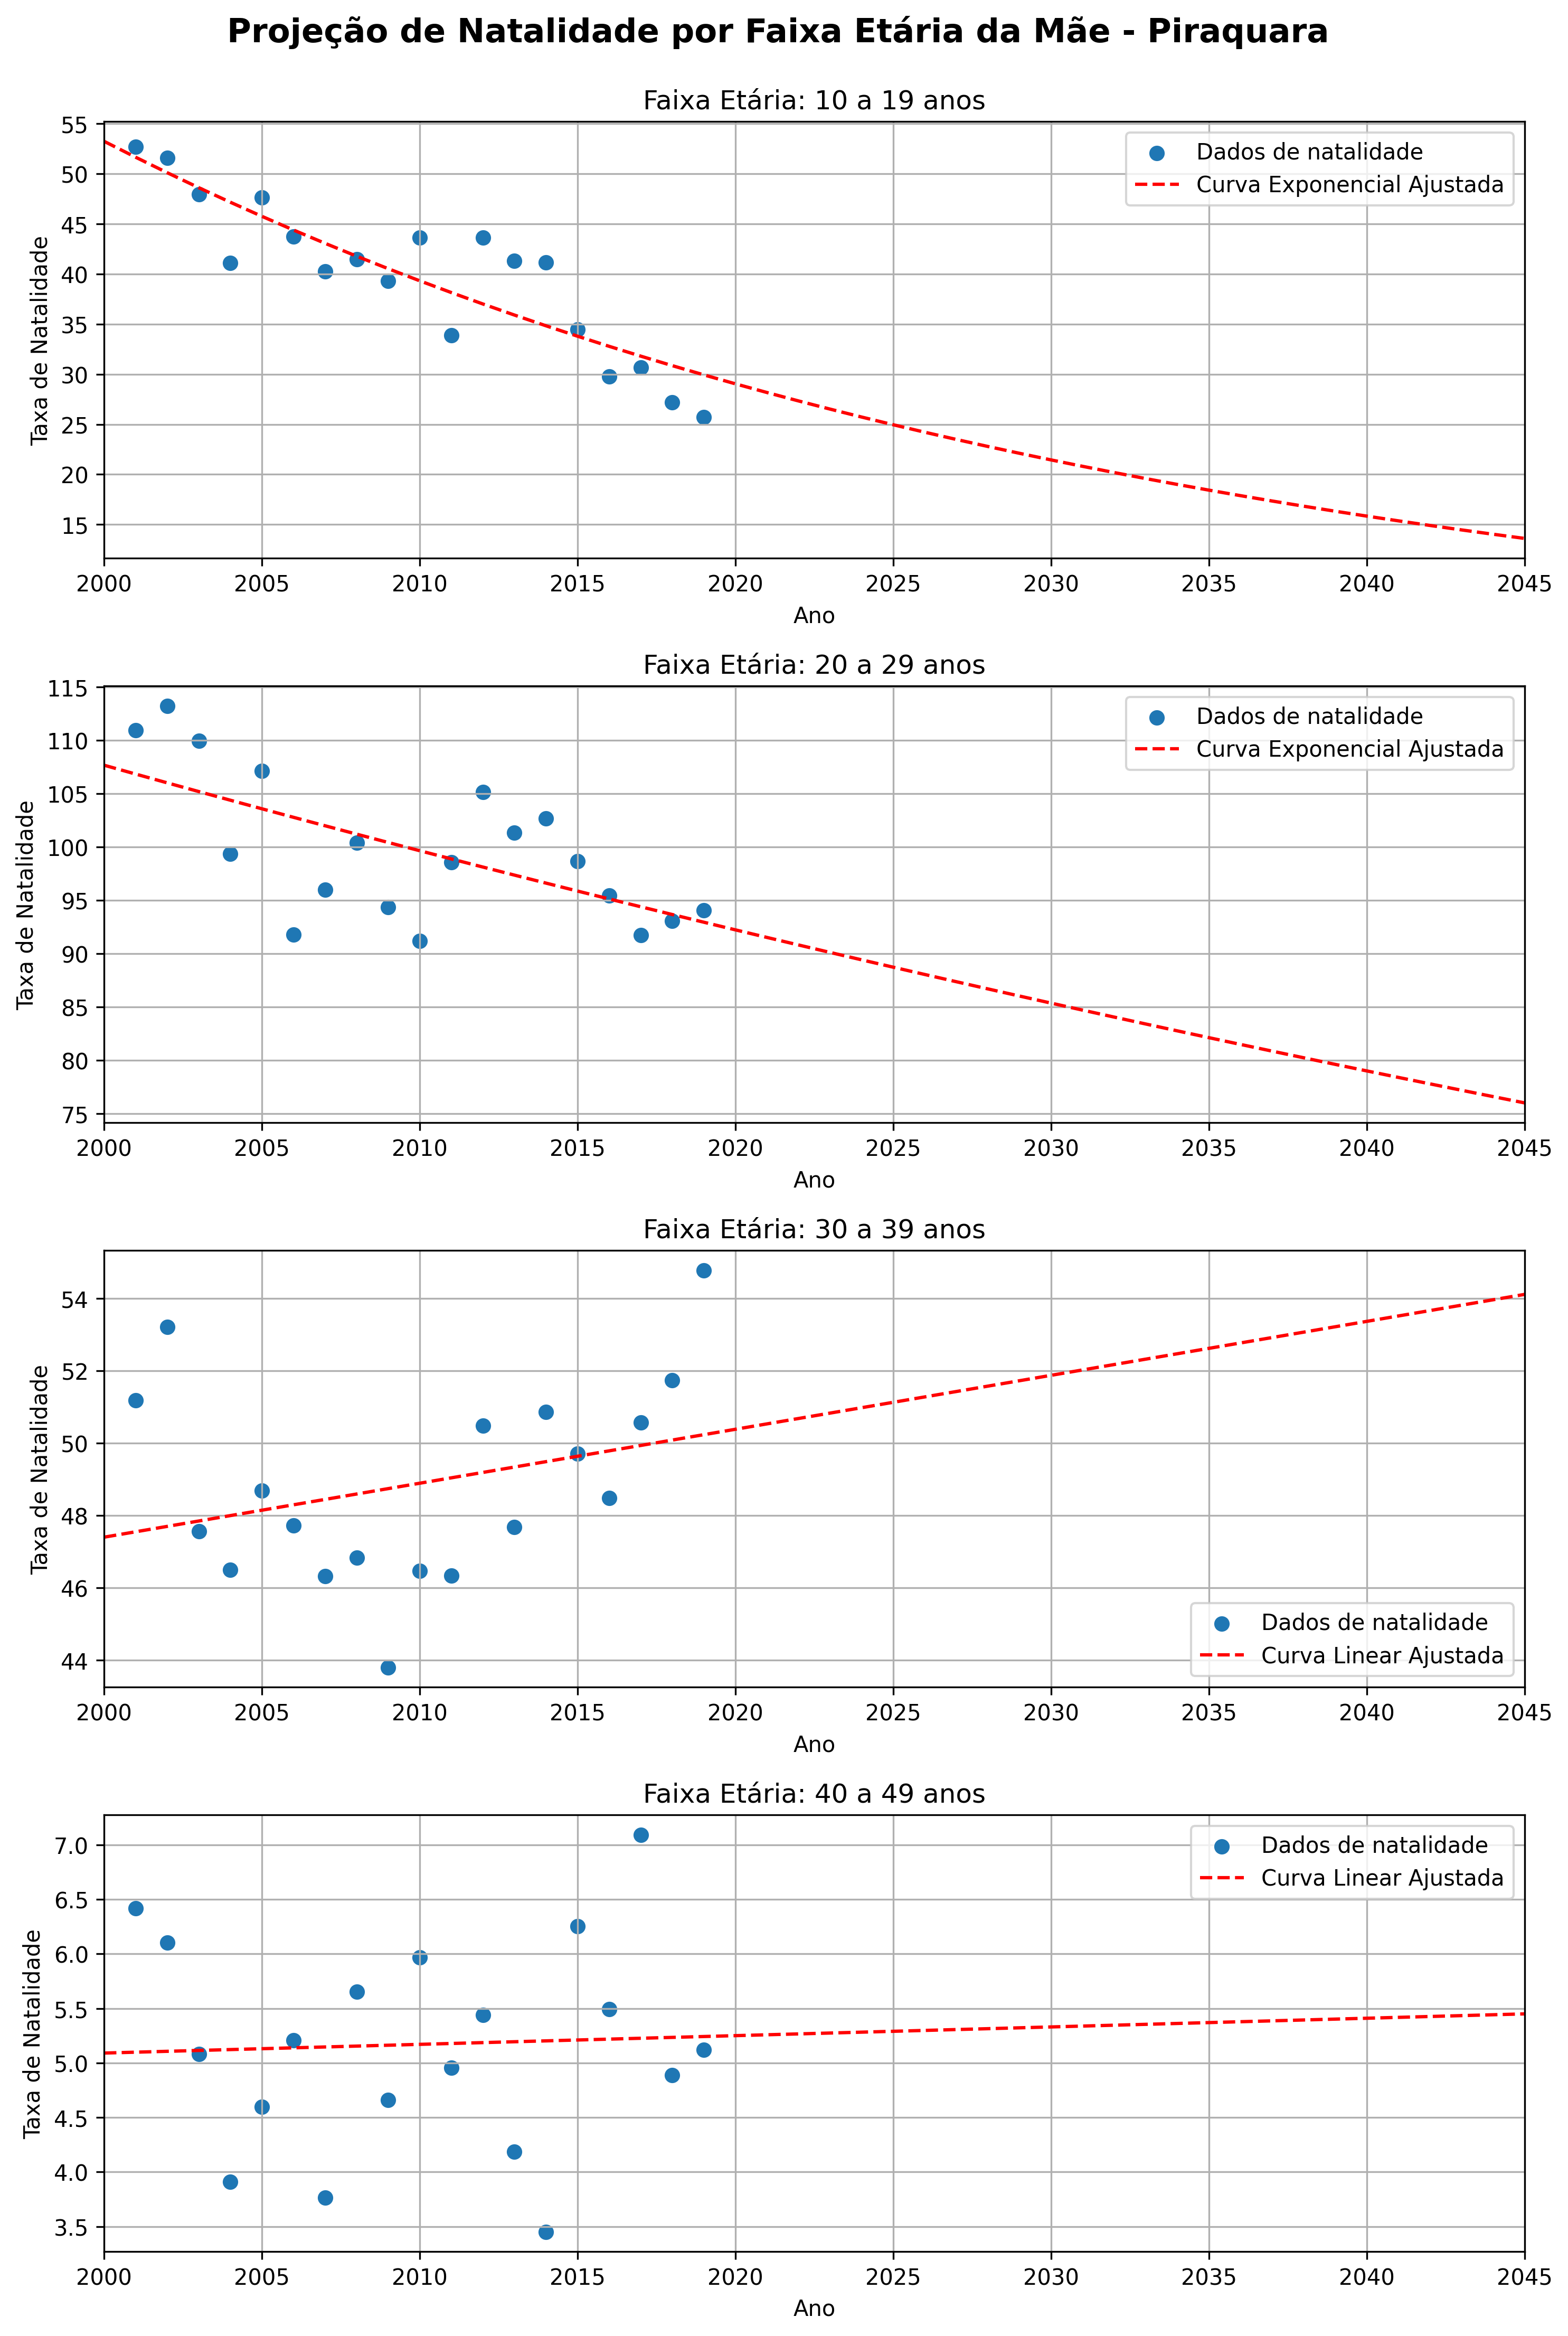 Projeção de Natalidade por Faixa Etária da Mãe - Piraquara
Faixa Etária: 10 a 19 anos
Taxa de Natalidade
55
50
45
40
35
30
25
20
15
Dados de natalidade
Curva Exponencial Ajustada
2000 2005 2010 2015 2020 2025 2030 2035 2040 2045
Ano
Faixa Etária: 20 a 29 anos
Taxa de Natalidade
115
110
105
100
95
90
85
80
75
Dados de natalidade
Curva Exponencial Ajustada
2000 2005 2010 2015 2020 2025 2030 2035 2040 2045
Ano
Faixa Etária: 30 a 39 anos
Taxa de Natalidade
54
52
50
48
46
44
Dados de natalidade
Curva Linear Ajustada
2000 2005 2010 2015 2020 2025 2030 2035 2040 2045
Ano
Faixa Etária: 40 a 49 anos
Taxa de Natalidade
7.0
6.5
6.0
5.5
5.0
4.5
4.0
3.5
Dados de natalidade
Curva Linear Ajustada
2000 2005 2010 2015 2020 2025 2030 2035 2040 2045
Ano